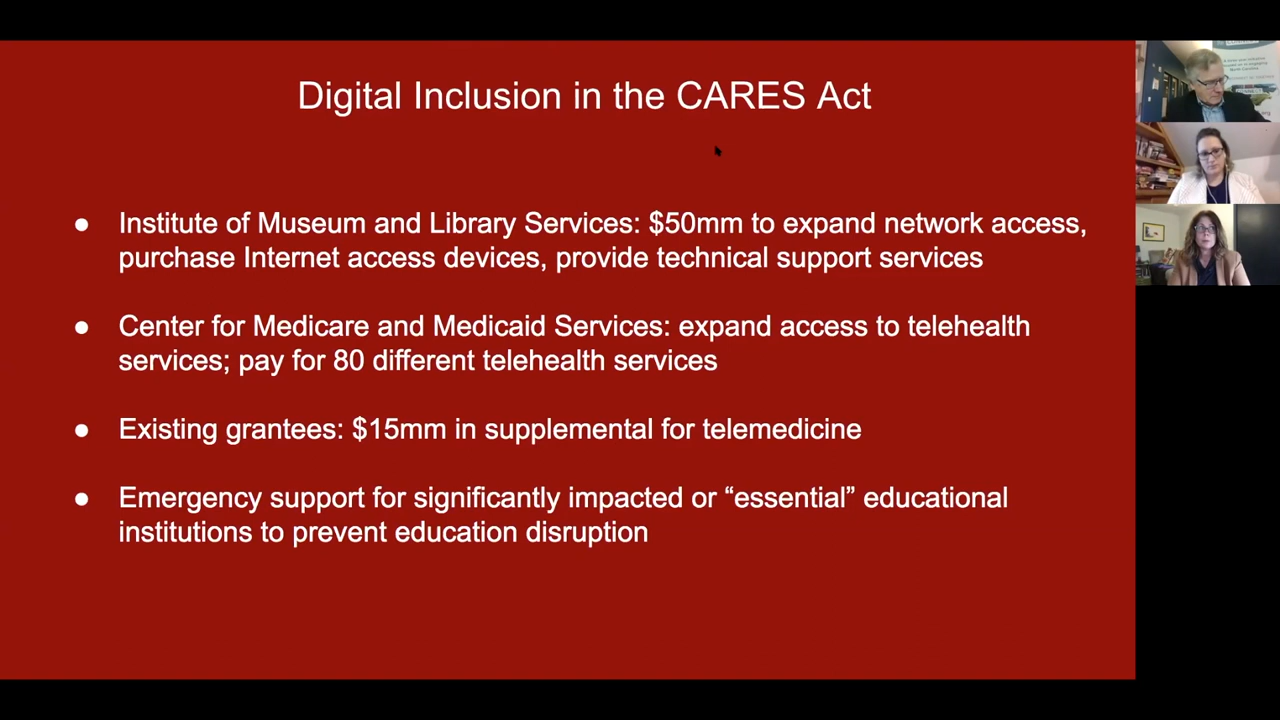 Digital Inclusion in the CARES Act
● Institute of Museum and Library Services: $50mm to expand network access,
purchase Internet access devices, provide technical support services
● Center for Medicare and Medicaid Services: expand access to telehealth
services; pay for 80 different telehealth services
● Existing grantees: $15mm in supplemental for telemedicine
● Emergency support for significantly impacted or “essential” educational
institutions to prevent education disruption